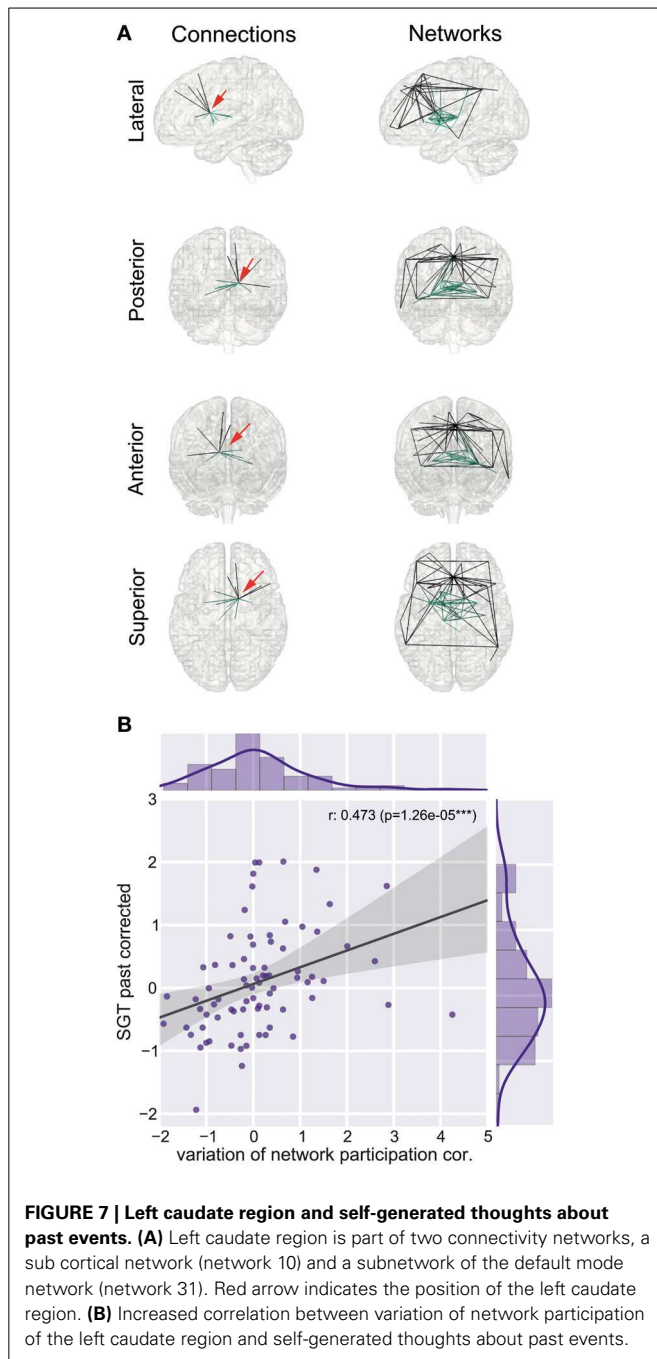 A
Connections Networks
Lateral
Posterior
Anterior
Superior
B
r: 0.473 (p=1.26e-05***)
SGT past corrected
3
2
1
0
−1
−2
−2 −1 0 1 2 3 4 5
variation of network participation cor.
FIGURE 7 | Left caudate region and self-generated thoughts about
past events. (A) Left caudate region is part of two connectivity networks, a
sub cortical network (network 10) and a subnetwork of the default mode
network (network 31). Red arrow indicates the position of the left caudate
region. (B) Increased correlation between variation of network participation
of the left caudate region and self-generated thoughts about past events.